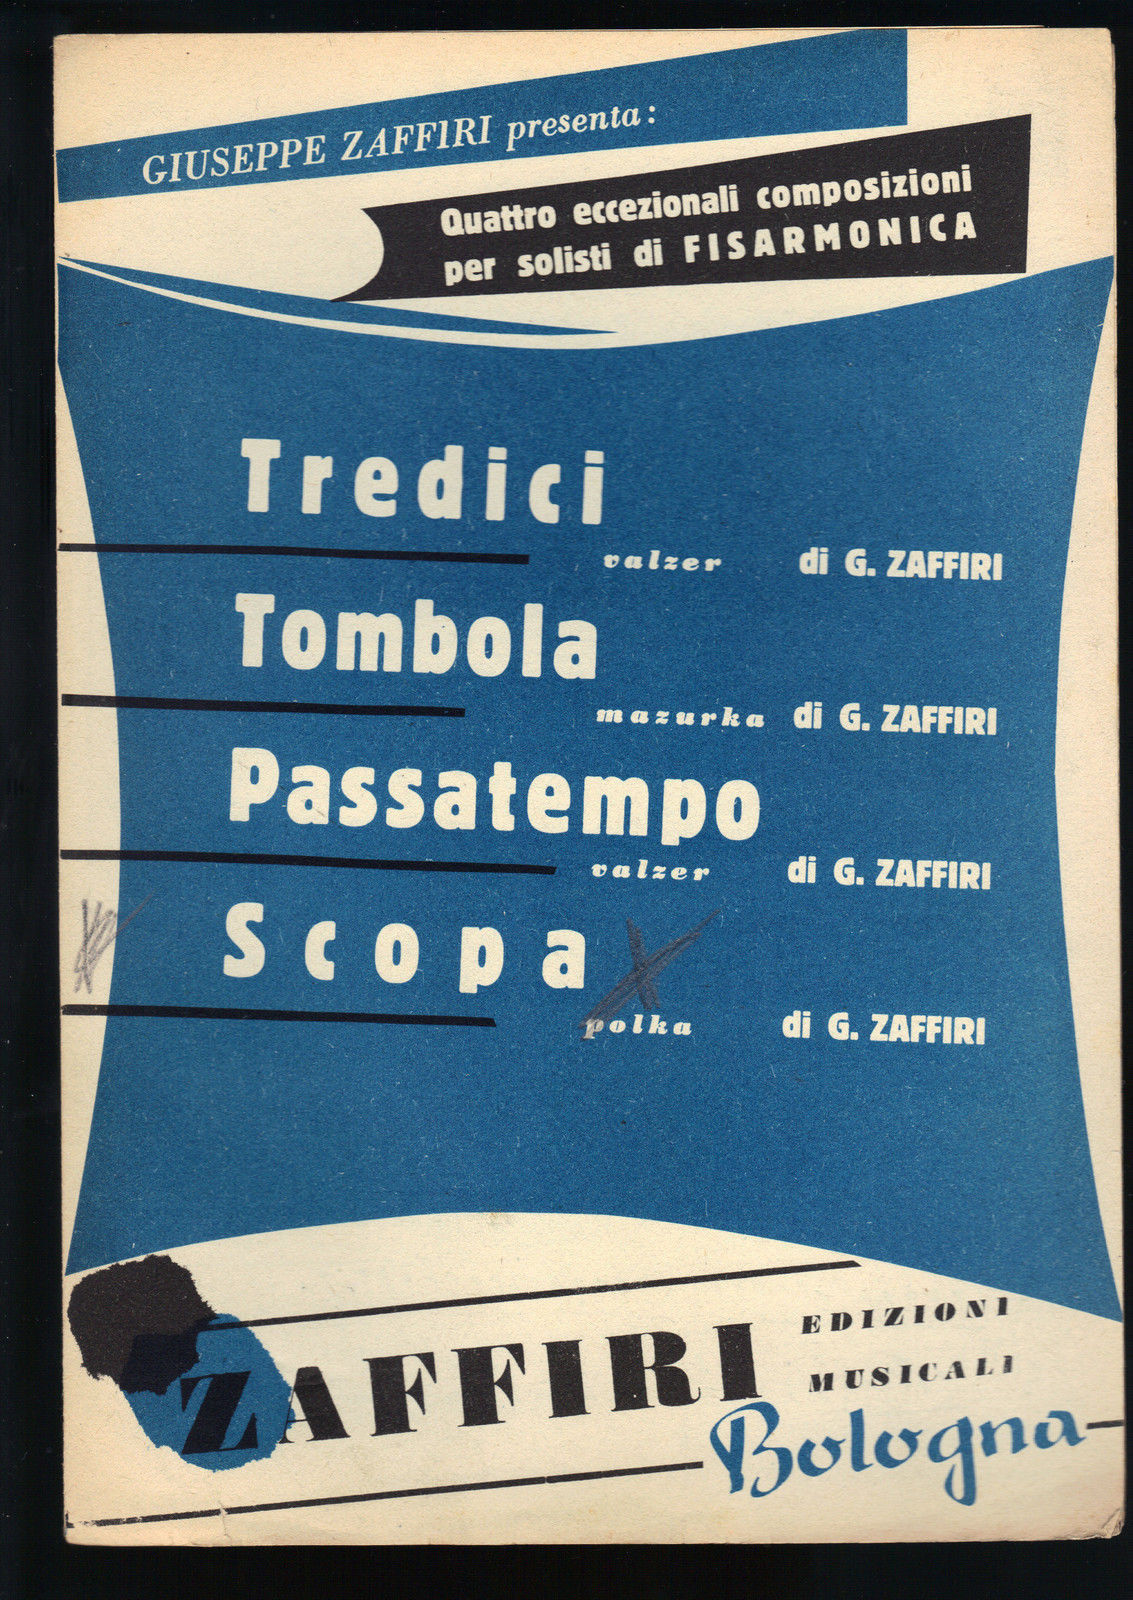 GIUSEPPE ZAFFIRI presenta:
Quattro eccezionali composizioni
per solisti di FISARMONICA
Tredici
valzer di G. ZAFFIRI
Tombola
mazurka di G. ZAFFIRI
Passatempo
valzer di G. ZAFFIRI
Scopa
polka di G. ZAFFIRI
ZAFFIRI
EDIZIONI
MUSICALI
Bologna